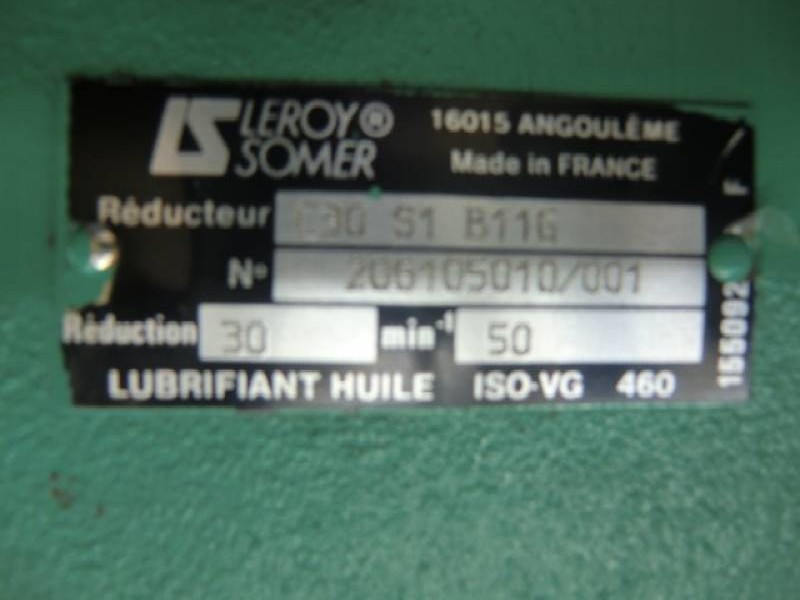 LS LEROY® SOMER
16015 ANGOULÊME
Made in FRANCE
Réducteur S1 B11G
N° 206105010/001
Réduction 30 min-1 50
LUBRIFIANT HUILE ISO-VG 460
155092 F